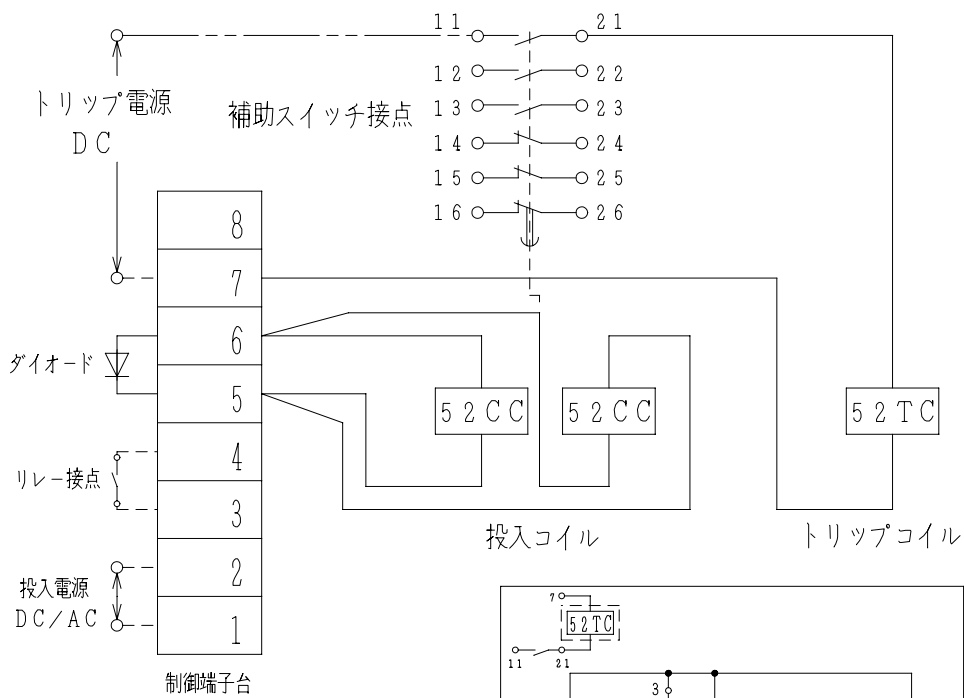 11 21
トリップ電源
DC
12 22
補助スイッチ接点
13 23
14 24
15 25
16 26
8
7
6
ダイオード
5
52CC 52CC 52TC
4
リレー接点
3
投入コイル トリップコイル
2
投入電源
DC/AC
1
制御端子台
7
52TC
11 21
3